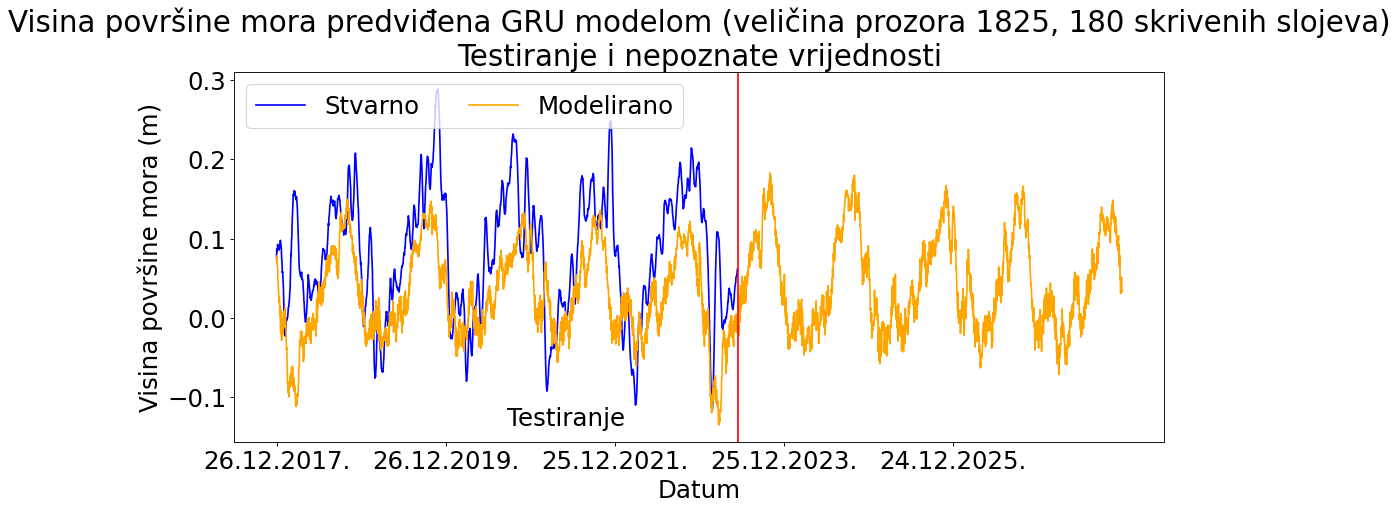 Visina površine mora predviđena GRU modelom (veličina prozora 1825, 180 skrivenih slojeva)
Testiranje i nepoznate vrijednosti
Stvarno
Modelirano
Visina površine mora (m)
0.3
0.2
0.1
0.0
−0.1
Testiranje
26.12.2017.
26.12.2019.
25.12.2021.
25.12.2023.
24.12.2025.
Datum